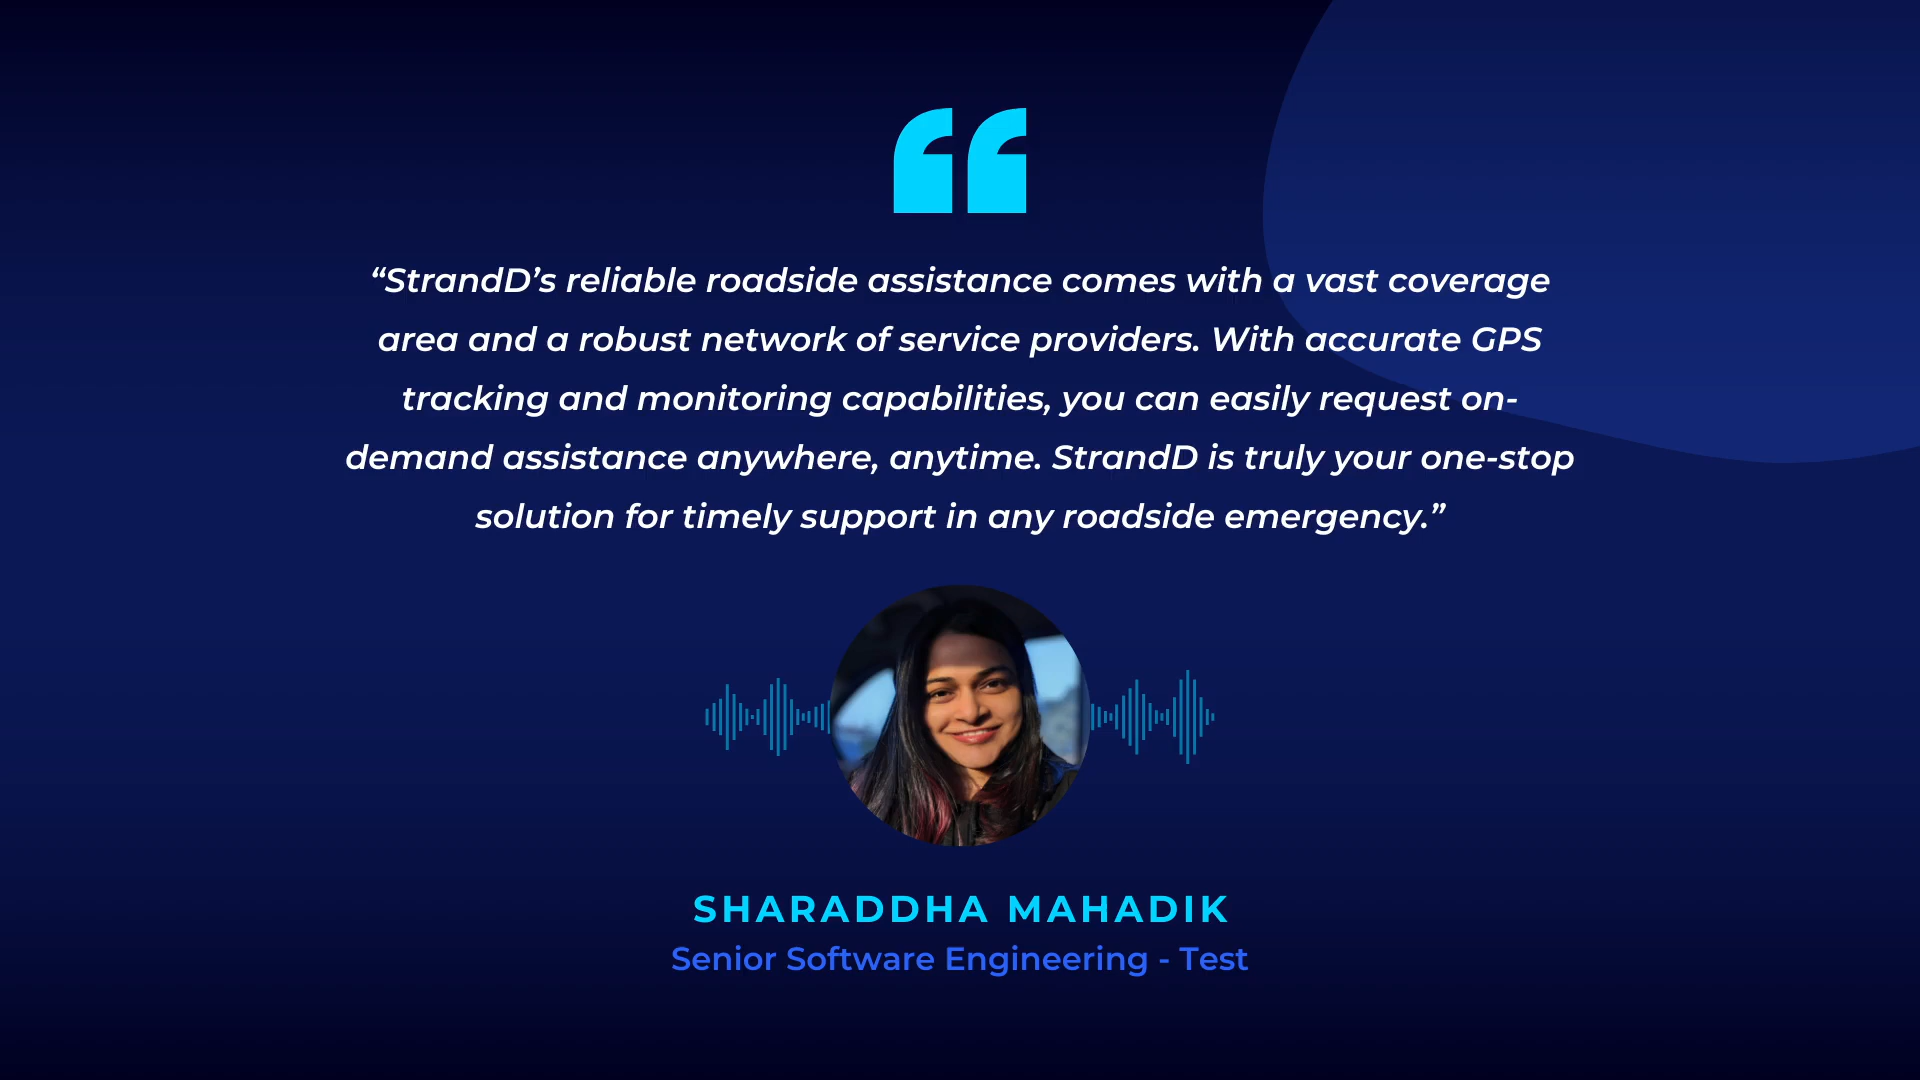 “StrandD’s reliable roadside assistance comes with a vast coverage
area and a robust network of service providers. With accurate GPS
tracking and monitoring capabilities, you can easily request on-
demand assistance anywhere, anytime. StrandD is truly your one-stop
solution for timely support in any roadside emergency.”
SHARADDHA MAHADIK
Senior Software Engineering - Test